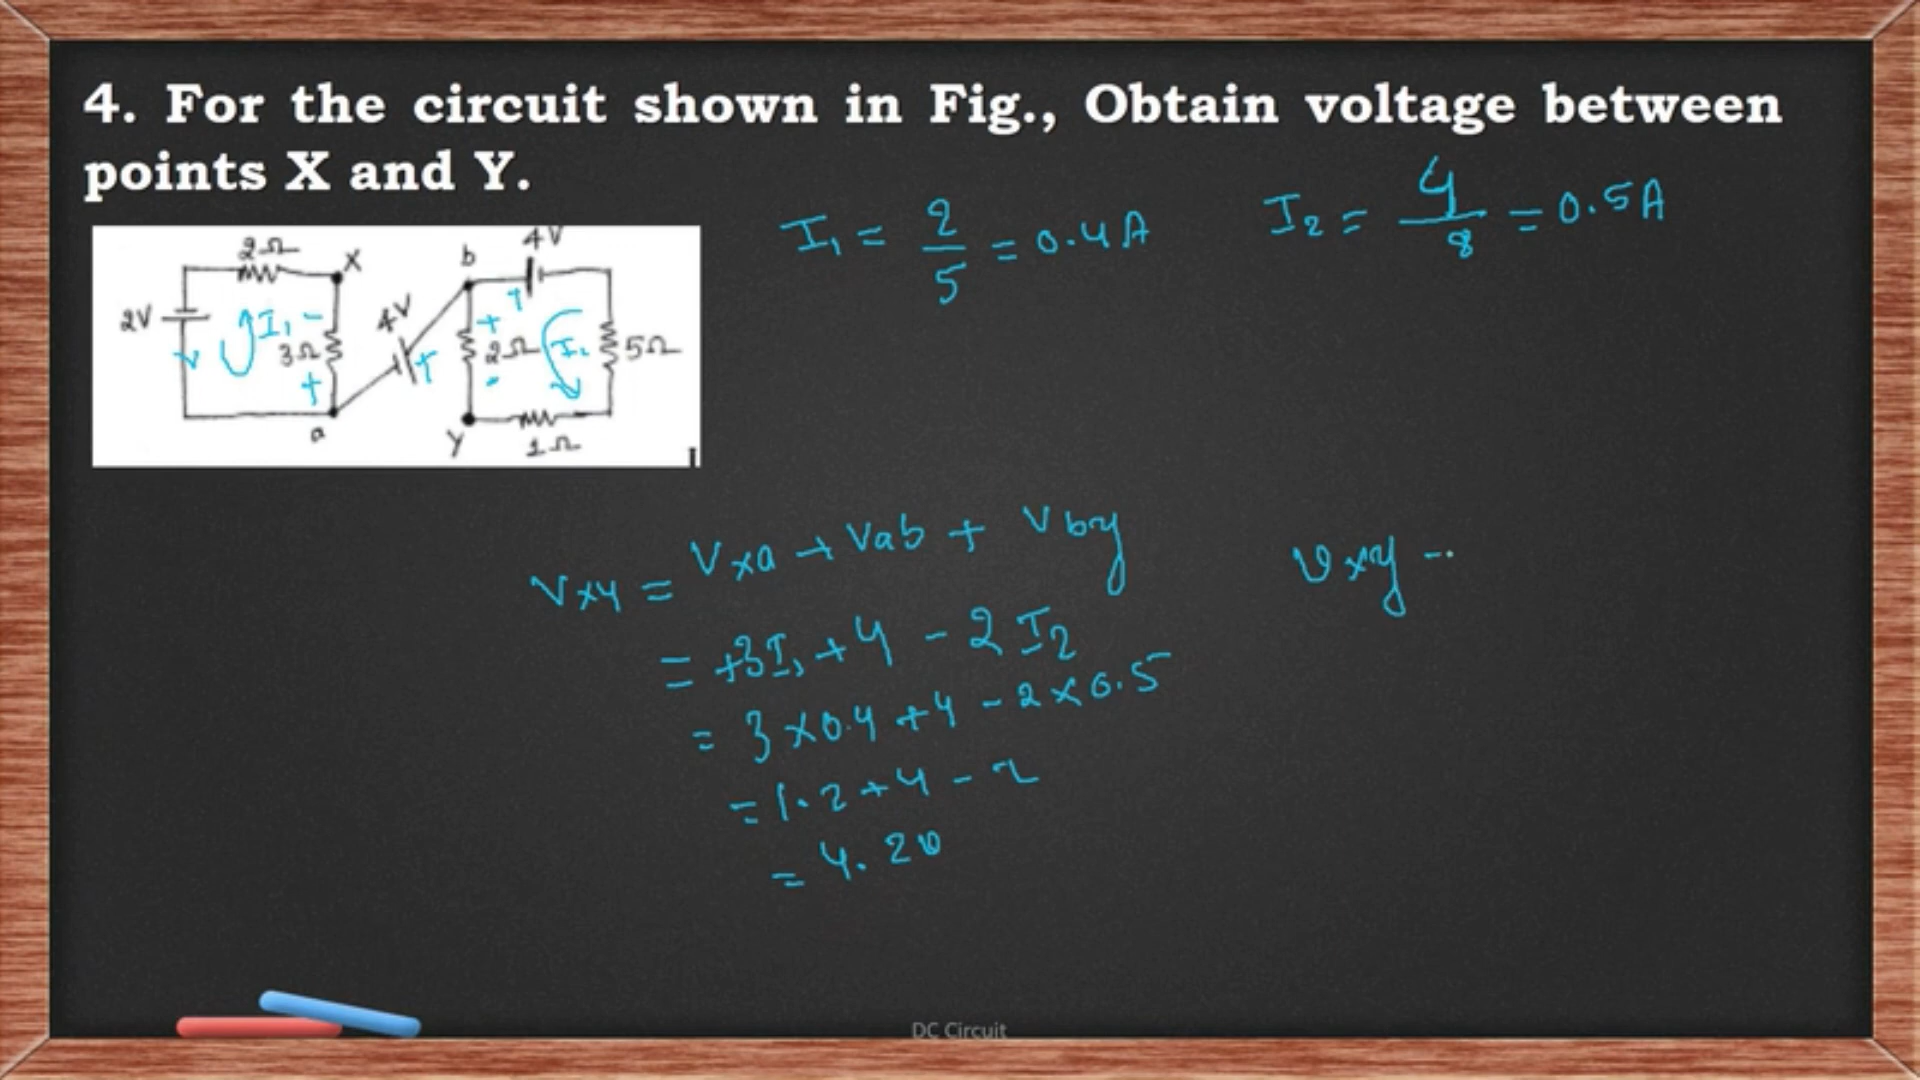 4. For the circuit shown in Fig., Obtain voltage between
points X and Y.
I₁ = 2/5 = 0.4A
I₂ = 4/8 = 0.5A
2Ω X b 4V
2V I₁ - 3Ω + 4V + + + 2Ω - I₂ 5Ω
a Y 1Ω
Vxy = Vxa + Vab + Vby
Vxy -
= +3I₁ + 4 - 2I₂
= 3×0.4 + 4 - 2×0.5
= 1.2 + 4 - 2
= 4.2v
DC Circuit